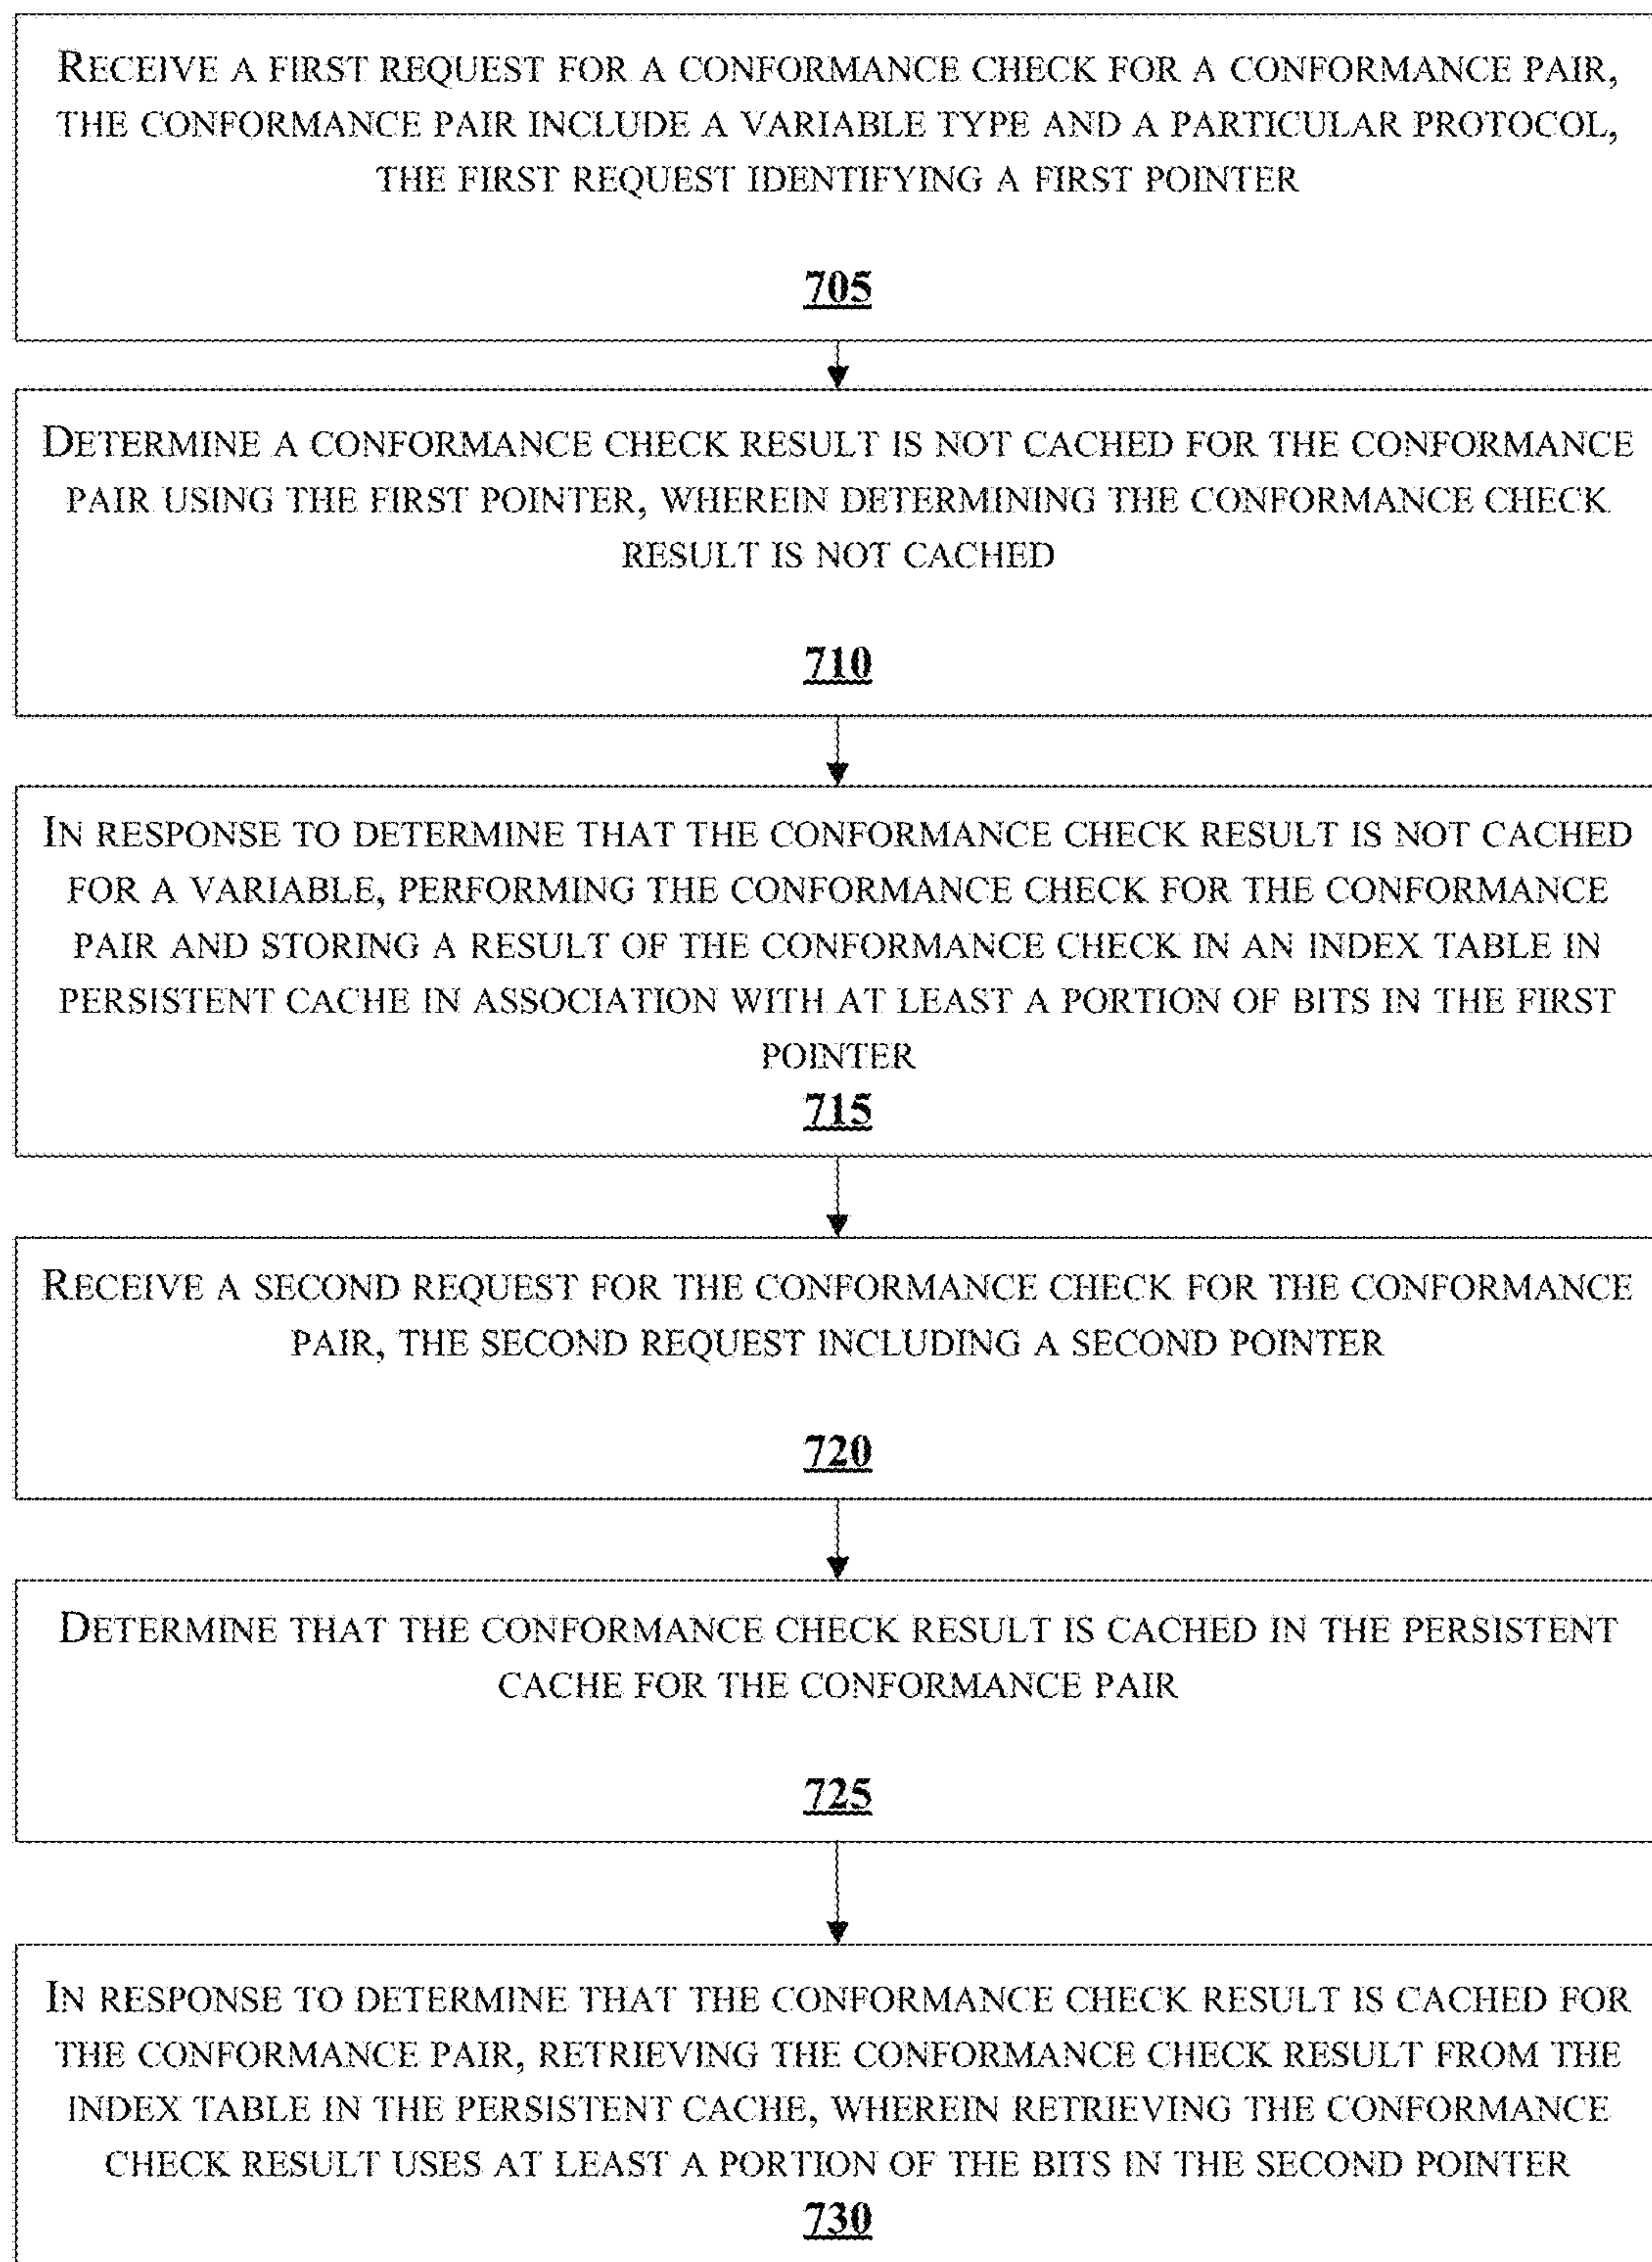 RECEIVE A FIRST REQUEST FOR A CONFORMANCE CHECK FOR A CONFORMANCE PAIR,
THE CONFORMANCE PAIR INCLUDE A VARIABLE TYPE AND A PARTICULAR PROTOCOL,
THE FIRST REQUEST IDENTIFYING A FIRST POINTER
705
DETERMINE A CONFORMANCE CHECK RESULT IS NOT CACHED FOR THE CONFORMANCE
PAIR USING THE FIRST POINTER, WHEREIN DETERMINING THE CONFORMANCE CHECK
RESULT IS NOT CACHED
710
IN RESPONSE TO DETERMINE THAT THE CONFORMANCE CHECK RESULT IS NOT CACHED
FOR A VARIABLE, PERFORMING THE CONFORMANCE CHECK FOR THE CONFORMANCE
PAIR AND STORING A RESULT OF THE CONFORMANCE CHECK IN AN INDEX TABLE IN
PERSISTENT CACHE IN ASSOCIATION WITH AT LEAST A PORTION OF BITS IN THE FIRST
POINTER
715
RECEIVE A SECOND REQUEST FOR THE CONFORMANCE CHECK FOR THE CONFORMANCE
PAIR, THE SECOND REQUEST INCLUDING A SECOND POINTER
720
DETERMINE THAT THE CONFORMANCE CHECK RESULT IS CACHED IN THE PERSISTENT
CACHE FOR THE CONFORMANCE PAIR
725
IN RESPONSE TO DETERMINE THAT THE CONFORMANCE CHECK RESULT IS CACHED FOR
THE CONFORMANCE PAIR, RETRIEVING THE CONFORMANCE CHECK RESULT FROM THE
INDEX TABLE IN THE PERSISTENT CACHE, WHEREIN RETRIEVING THE CONFORMANCE
CHECK RESULT USES AT LEAST A PORTION OF THE BITS IN THE SECOND POINTER
730